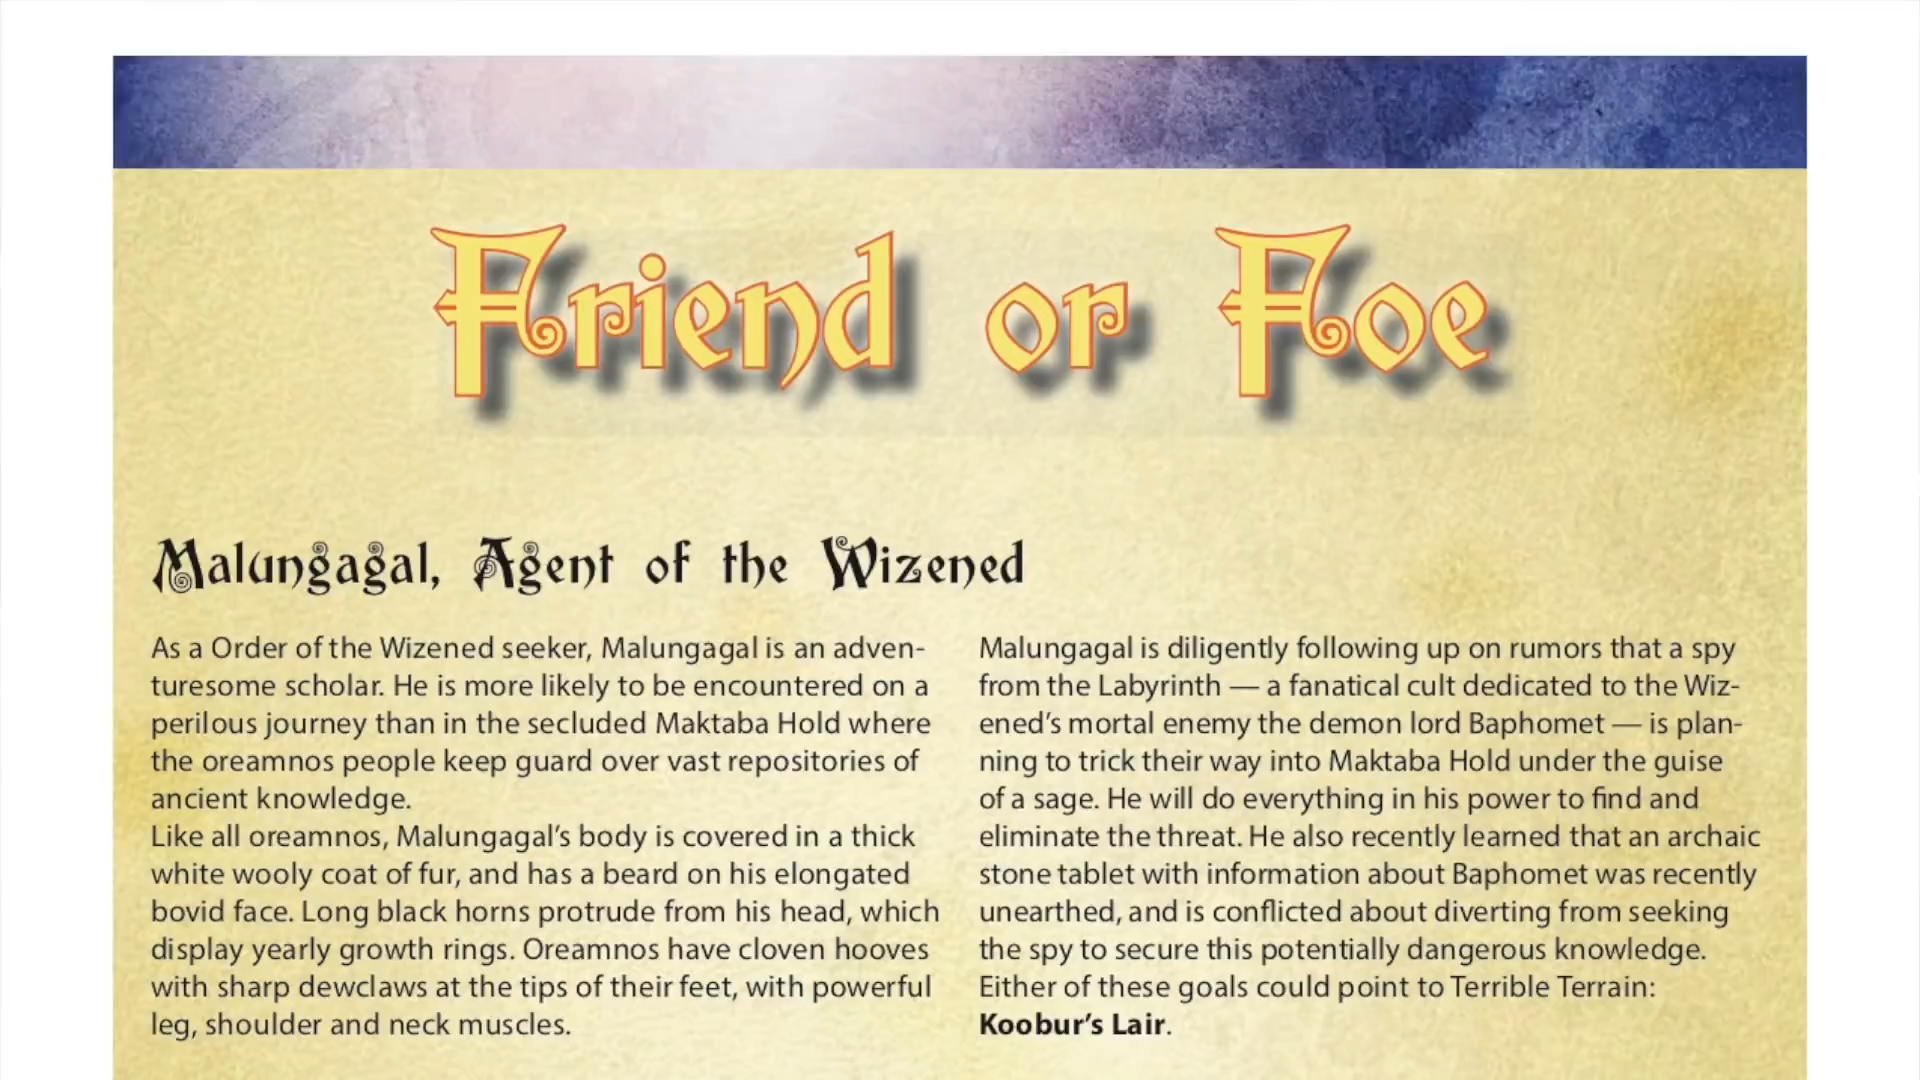 Friend or Foe
Malungagal, Agent of the Wizened
As a Order of the Wizened seeker, Malungagal is an adven-
turesome scholar. He is more likely to be encountered on a
perilous journey than in the secluded Maktaba Hold where
the oreamnos people keep guard over vast repositories of
ancient knowledge.
Like all oreamnos, Malungagal’s body is covered in a thick
white wooly coat of fur, and has a beard on his elongated
bovid face. Long black horns protrude from his head, which
display yearly growth rings. Oreamnos have cloven hooves
with sharp dewclaws at the tips of their feet, with powerful
leg, shoulder and neck muscles.
Malungagal is diligently following up on rumors that a spy
from the Labyrinth — a fanatical cult dedicated to the Wiz-
ened’s mortal enemy the demon lord Baphomet — is plan-
ning to trick their way into Maktaba Hold under the guise
of a sage. He will do everything in his power to find and
eliminate the threat. He also recently learned that an archaic
stone tablet with information about Baphomet was recently
unearthed, and is conflicted about diverting from seeking
the spy to secure this potentially dangerous knowledge.
Either of these goals could point to Terrible Terrain:
Koobur’s Lair.